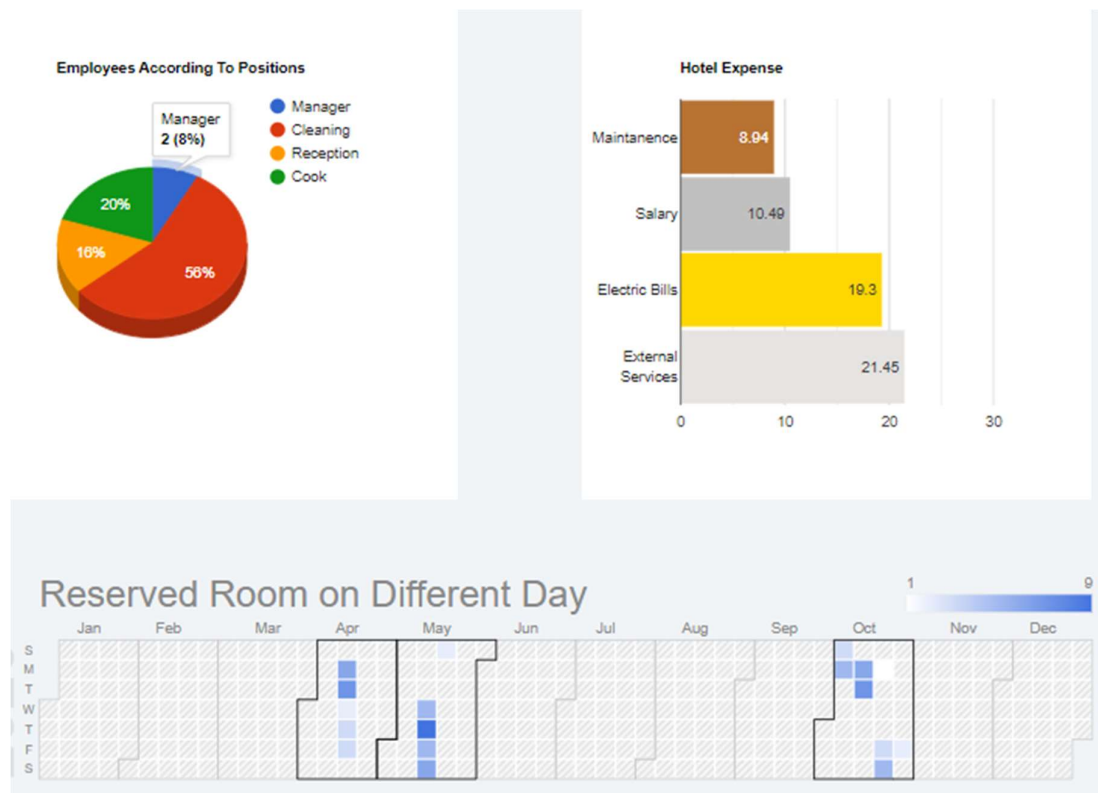 Employees According To Positions
Manager
2 (8%)
Manager
Cleaning
Reception
Cook
20%
16%
56%
Hotel Expense
Maintanence
8.94
Salary
10.49
Electric Bills
19.3
External
Services
21.45
0 10 20 30
Reserved Room on Different Day
1 9
Jan Feb Mar Apr May Jun Jul Aug Sep Oct Nov Dec
S
M
T
W
T
F
S